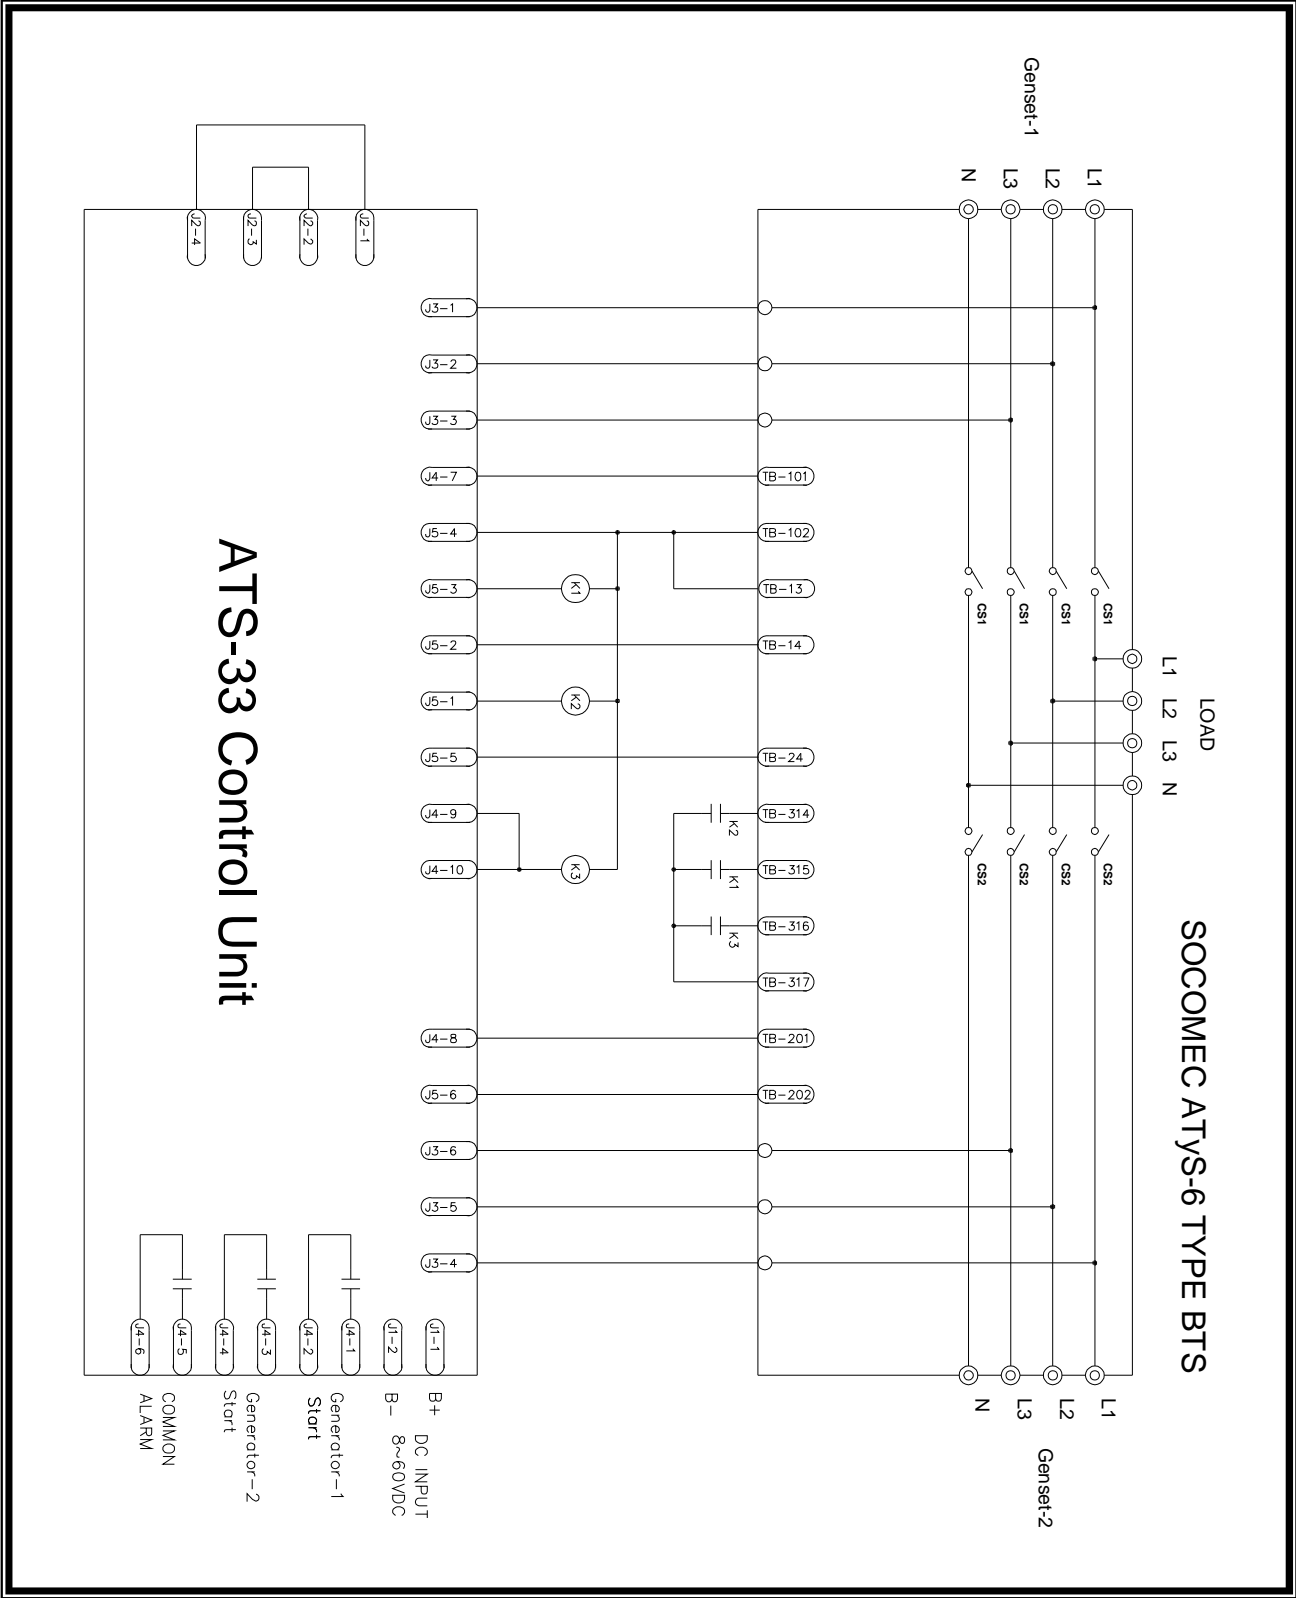 SOCOMEC ATyS-6 TYPE BTS
Genset-1
N
L3
L2
L1
LOAD
L1
L2
L3
N
CS1
CS1
CS1
CS1
CS2
CS2
CS2
CS2
N
L3
L2
L1
Genset-2
TB-101
TB-102
TB-13
TB-14
TB-24
TB-314
TB-315
TB-316
TB-317
TB-201
TB-202
K2
K1
K3
K1
K2
K3
J3-1
J3-2
J3-3
J4-7
J5-4
J5-3
J5-2
J5-1
J5-5
J4-9
J4-10
J4-8
J5-6
J3-6
J3-5
J3-4
J2-4
J2-3
J2-2
J2-1
ATS-33 Control Unit
J1-1
J1-2
J4-1
J4-2
J4-3
J4-4
J4-5
J4-6
B+
B-
DC INPUT
8~60VDC
Generator-1
Start
Generator-2
Start
COMMON
ALARM